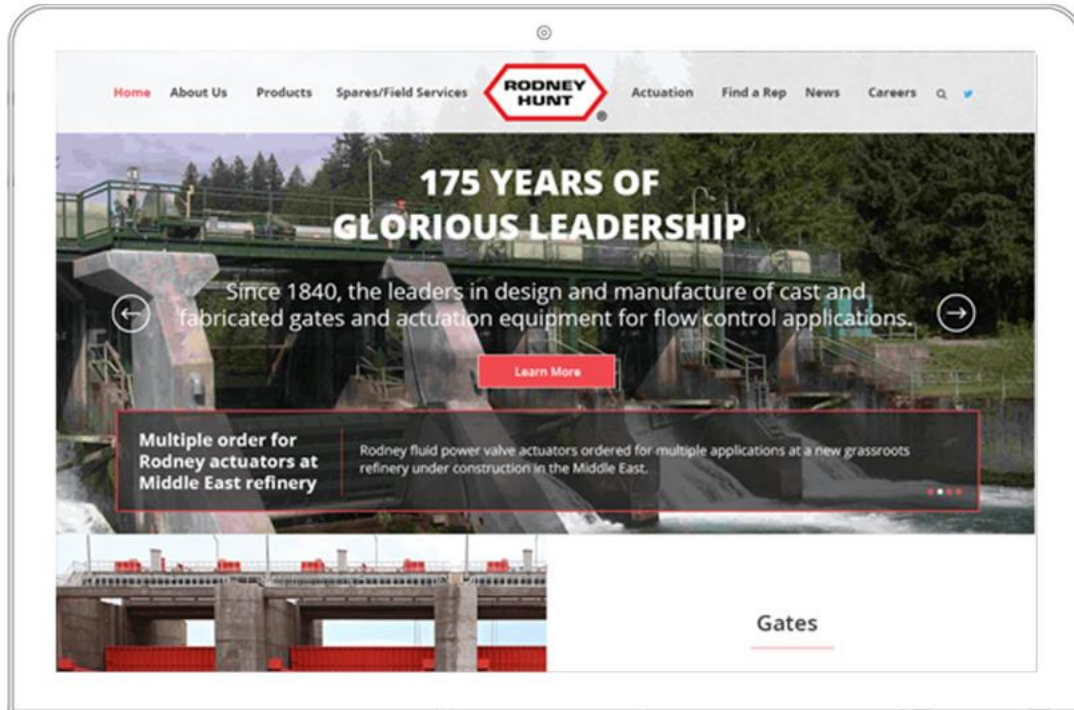 Home About Us Products Spares/Field Services RODNEY HUNT ® Actuation Find a Rep News Careers
175 YEARS OF
GLORIOUS LEADERSHIP
Since 1840, the leaders in design and manufacture of cast and
fabricated gates and actuation equipment for flow control applications.
Learn More
Multiple order for
Rodney actuators at
Middle East refinery
Rodney fluid power valve actuators ordered for multiple applications at a new grassroots
refinery under construction in the Middle East.
Gates